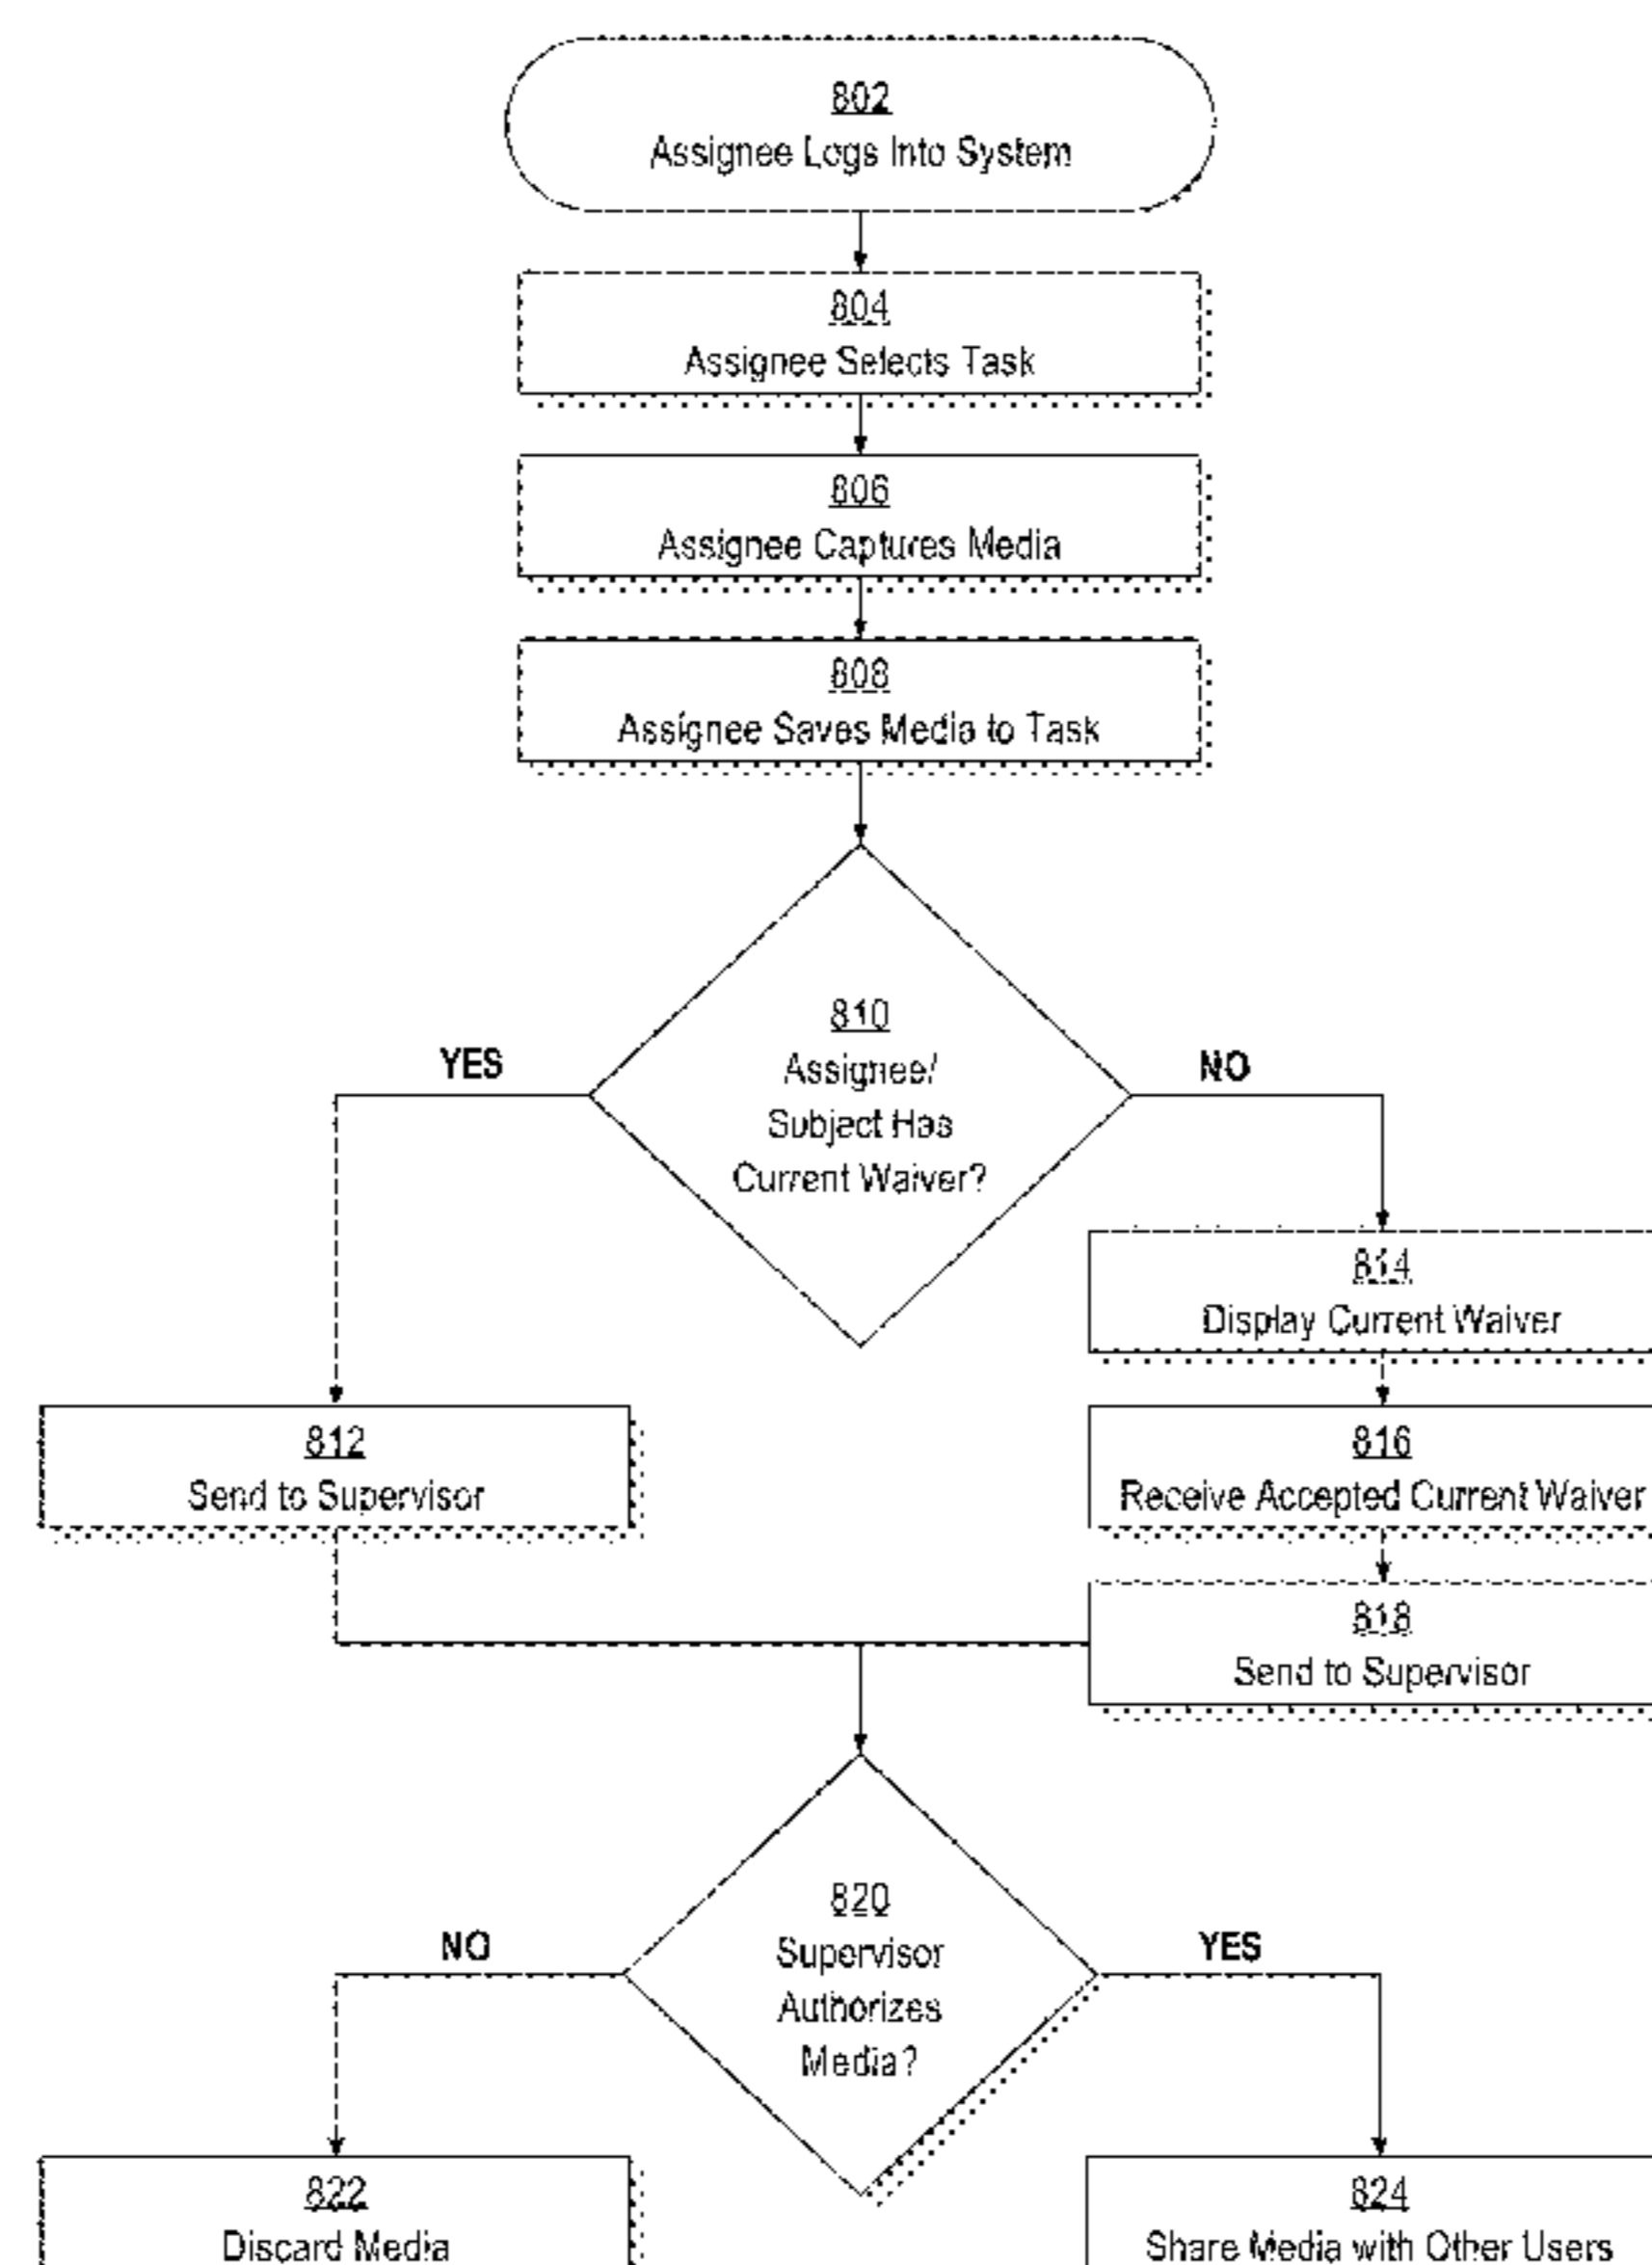 802
Assignee Logs Into System
804
Assignee Selects Task
806
Assignee Captures Media
808
Assignee Saves Media to Task
810
Assignee/
Subject Has
Current Waiver?
YES
NO
814
Display Current Waiver
812
Send to Supervisor
816
Receive Accepted Current Waiver
818
Send to Supervisor
820
Supervisor
Authorizes
Media?
NO
YES
822
Discard Media
824
Share Media with Other Users